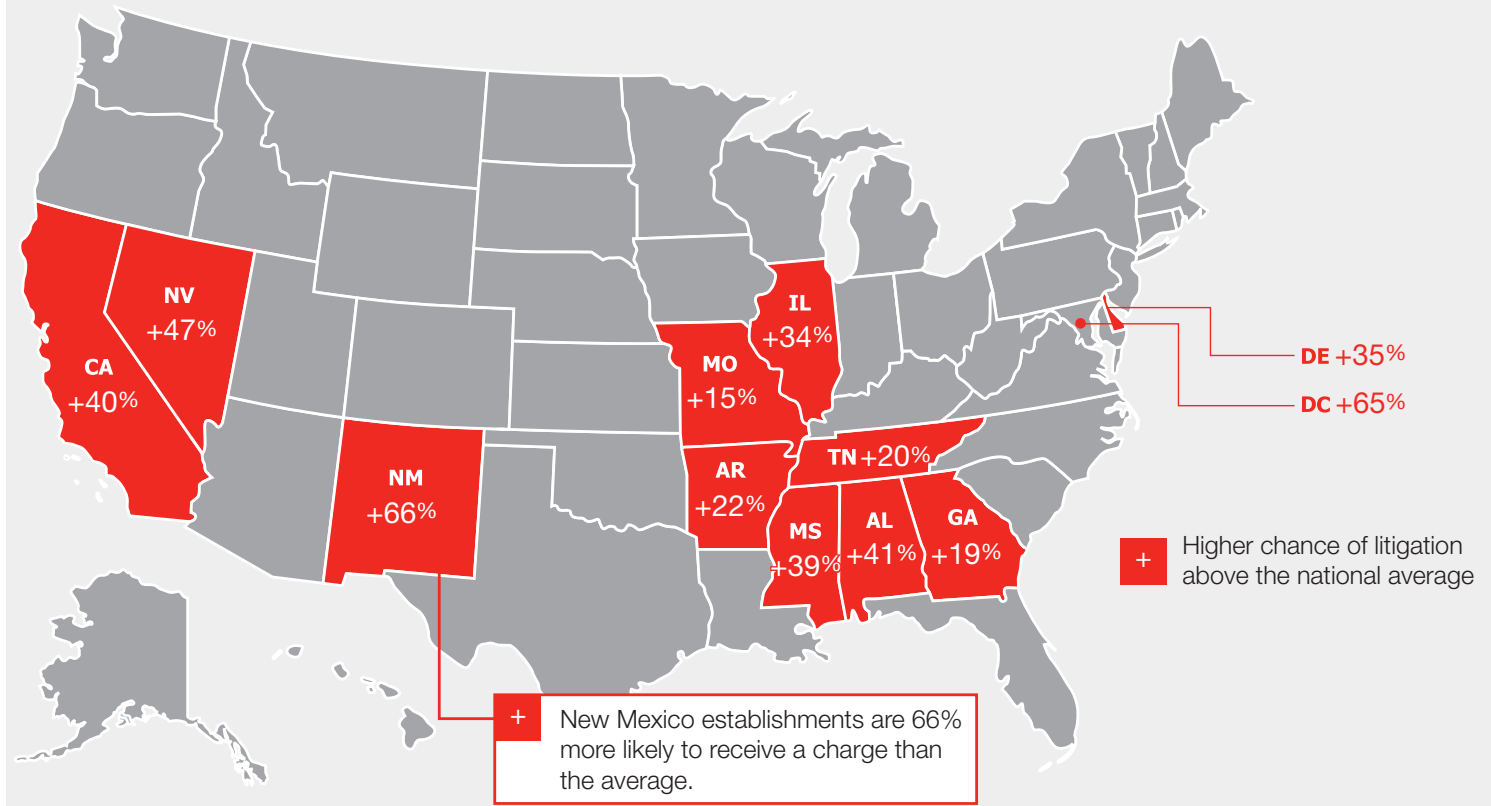 NV
+47%
CA
+40%
NM
+66%
MO
+15%
IL
+34%
AR
+22%
TN +20%
MS
+39%
AL
+41%
GA
+19%
DE +35%
DC +65%
+
Higher chance of litigation
above the national average
+
New Mexico establishments are 66%
more likely to receive a charge than
the average.